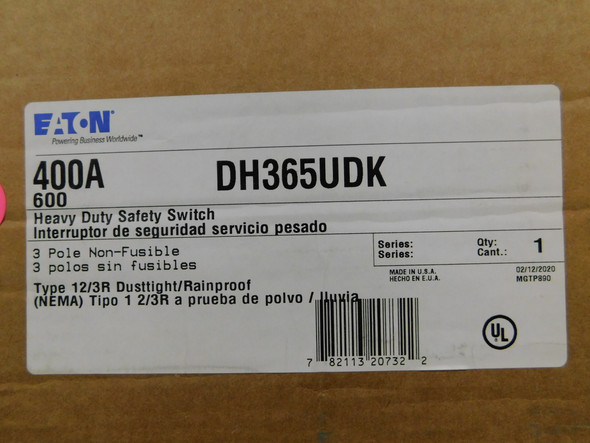 EATON
Powering Business Worldwide™
400A DH365UDK
600
Heavy Duty Safety Switch
Interruptor de seguridad servicio pesado
3 Pole Non-Fusible
3 polos sin fusibles
Series:
Series:
Qty:
Cant.: 1
MADE IN U.S.A.
HECHO EN E.U.A.
02/12/2020
MGTP890
Type 12/3R Dusttight/Rainproof
(NEMA) Tipo 1 2/3R a prueba de polvo / lluvia
7 82113 20732 2
UL